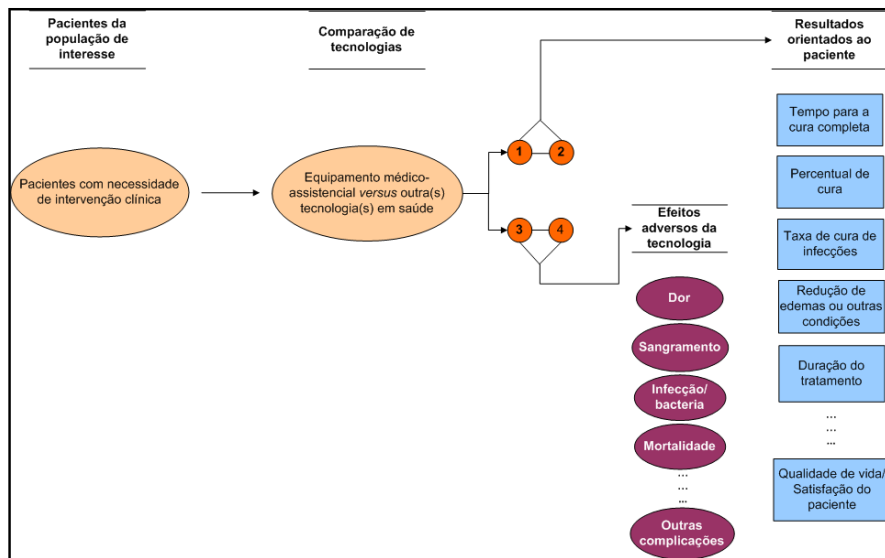 Pacientes da
população de
interesse
Comparação de
tecnologias
Resultados
orientados ao
paciente
Pacientes com necessidade
de intervenção clínica
Equipamento médico-
assistencial versus outra(s)
tecnologia(s) em saúde
1
2
3
4
Efeitos
adversos da
tecnologia
Dor
Sangramento
Infecção/
bacteria
Mortalidade
...
...
...
Outras
complicações
Tempo para a
cura completa
Percentual de
cura
Taxa de cura de
infecções
Redução de
edemas ou outras
condições
Duração do
tratamento
...
...
...
Qualidade de vida/
Satisfação do
paciente